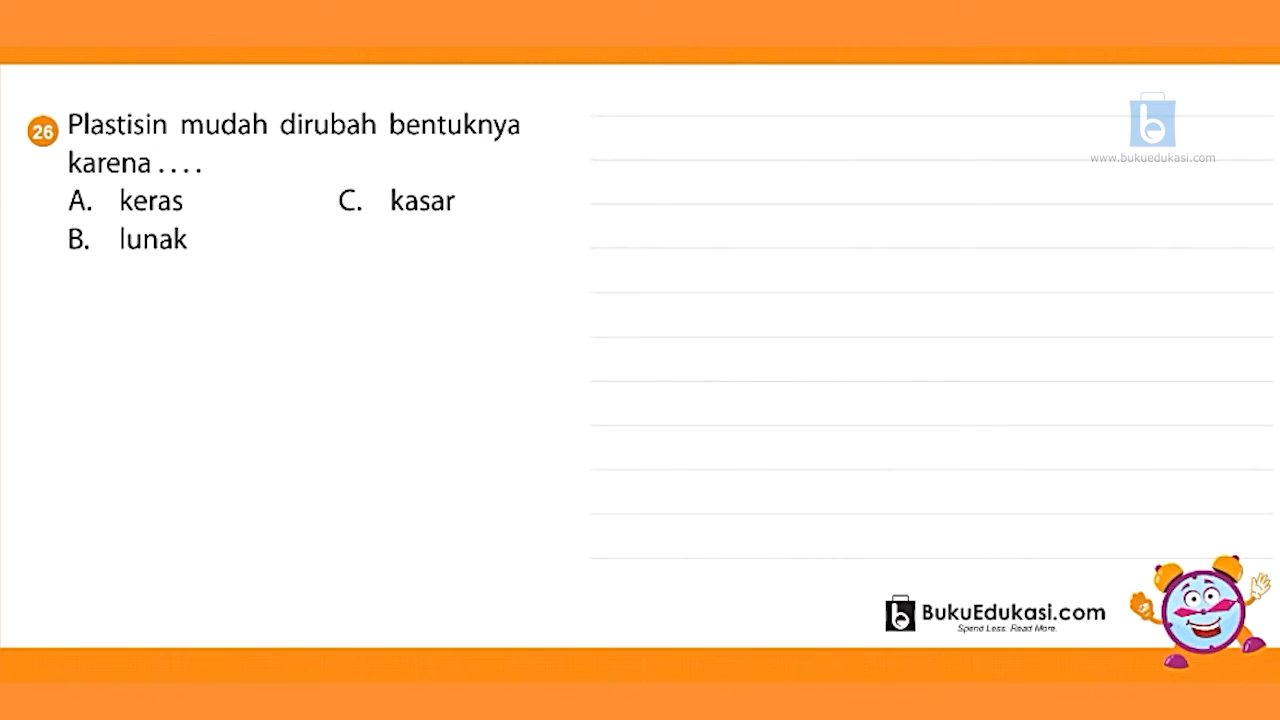 26 Plastisin mudah dirubah bentuknya
karena . . . .
A. keras C. kasar
B. lunak
b
www.bukuedukasi.com
b BukuEdukasi.com
Spend Less. Read More.